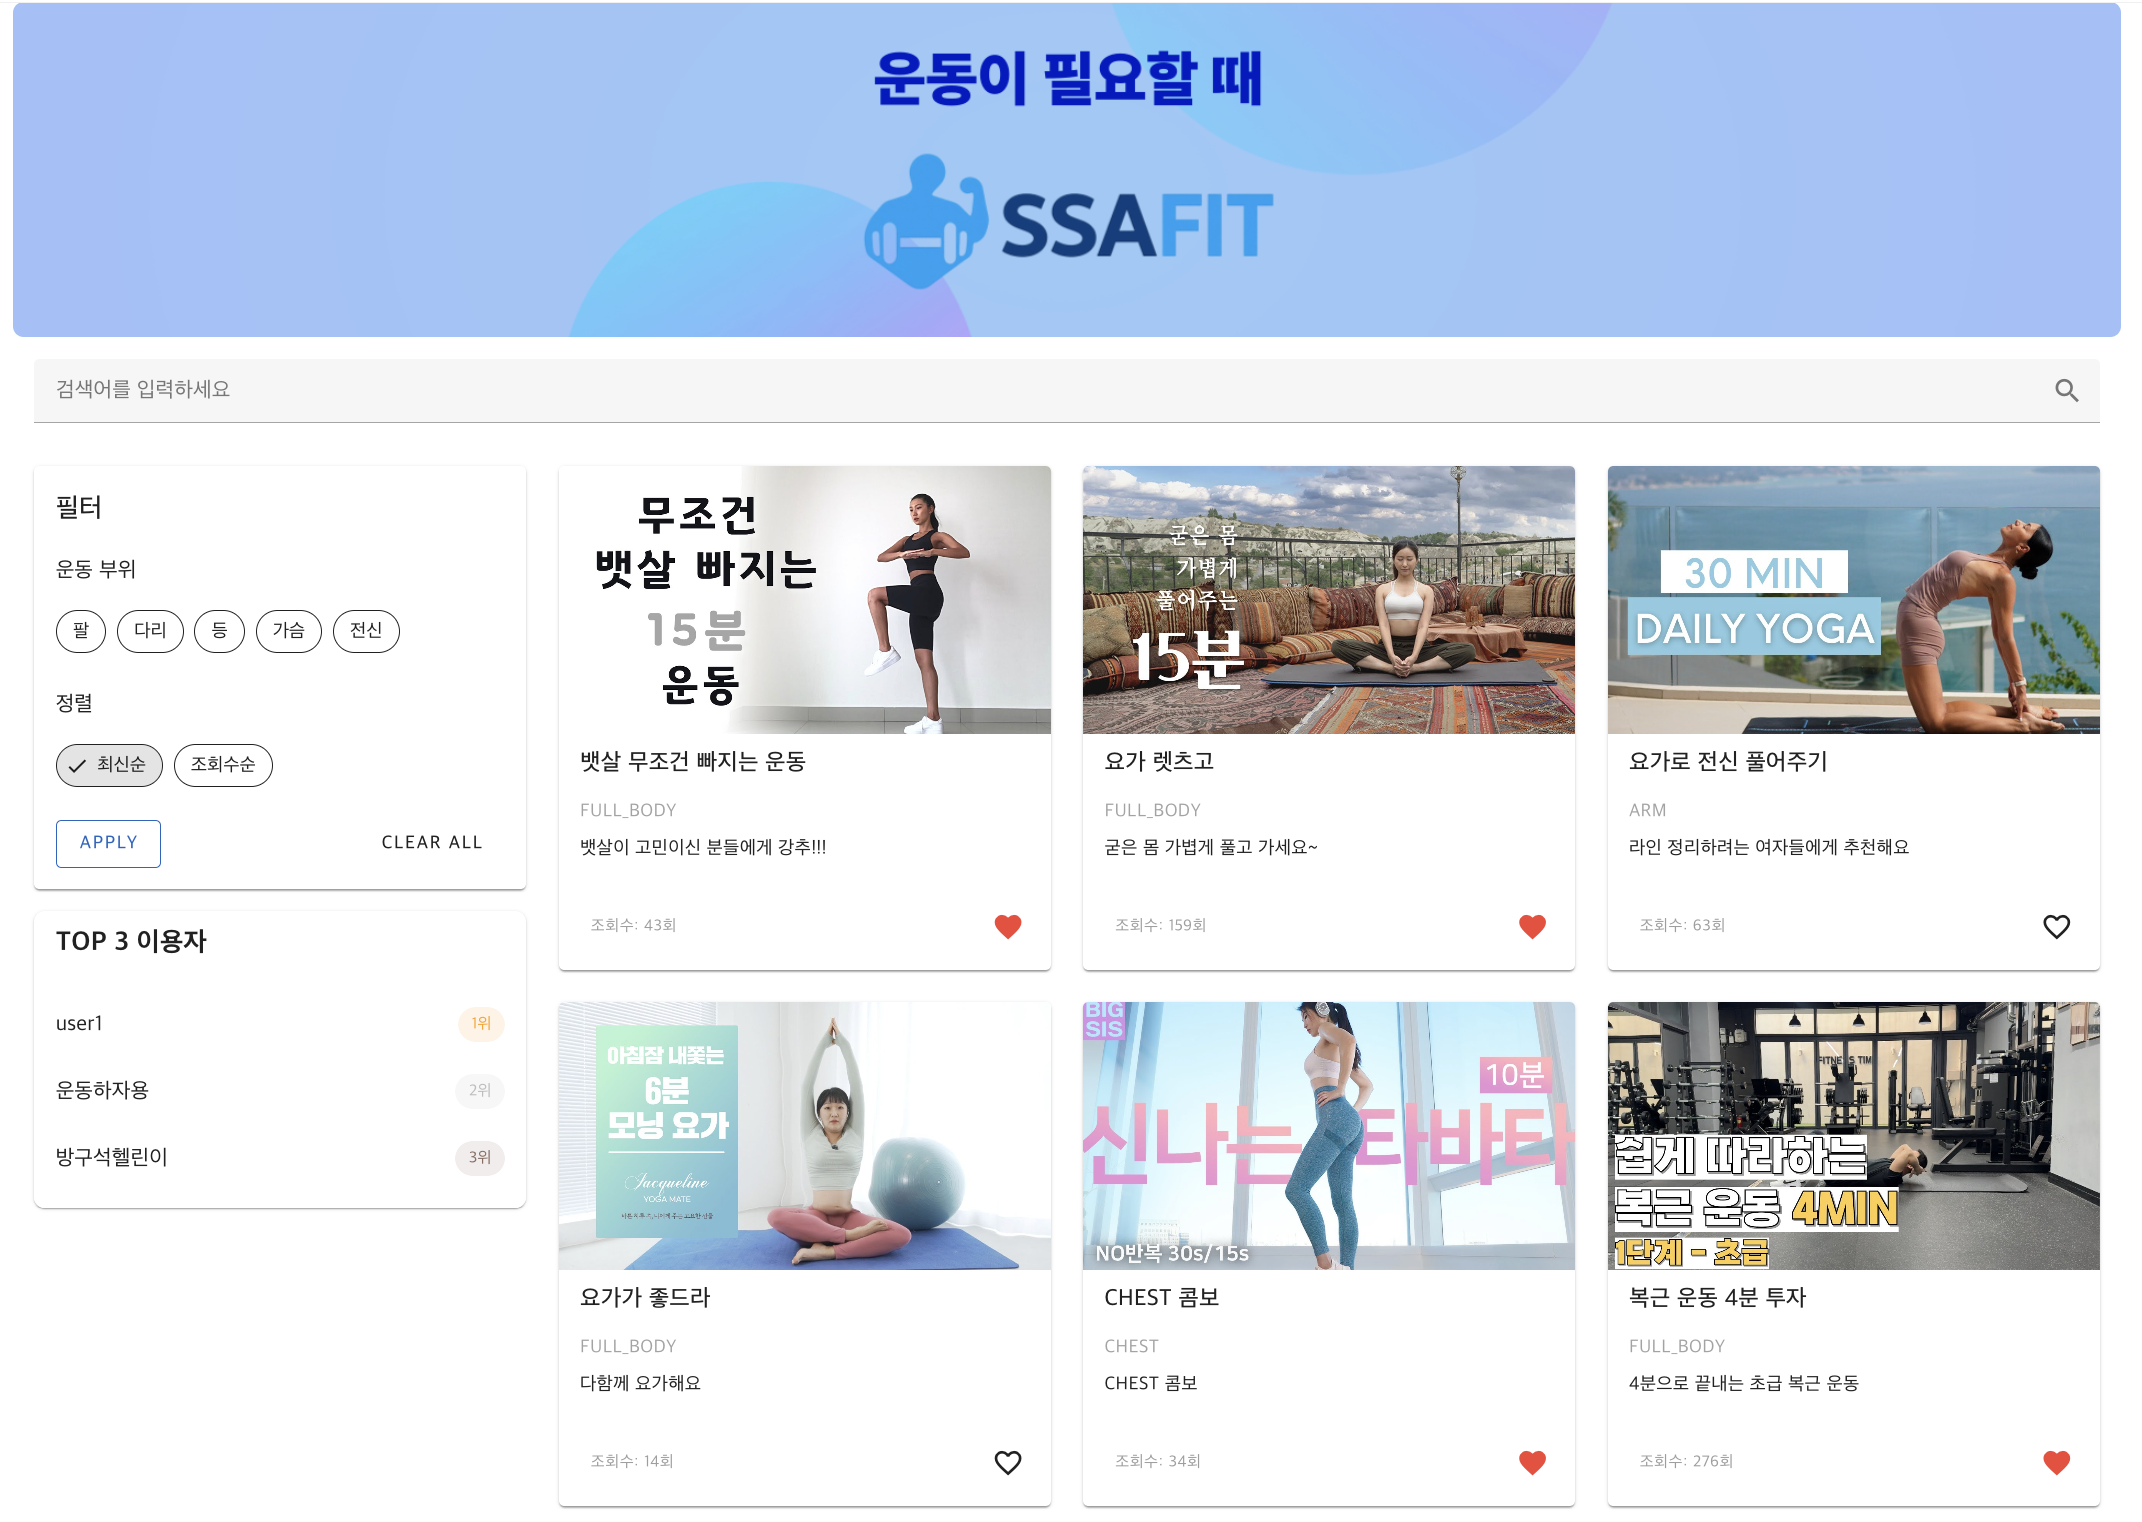 운동이 필요할 때
SSAFIT
검색어를 입력하세요
필터
운동 부위
팔 다리 등 가슴 전신
정렬
최신순 조회수순
APPLY CLEAR ALL
TOP 3 이용자
user1 1위
운동하자용 2위
방구석헬린이 3위
무조건
뱃살 빠지는
15분
운동
뱃살 무조건 빠지는 운동
FULL_BODY
뱃살이 고민이신 분들에게 강추!!!
조회수: 43회
굳은 몸
가볍게
풀어주는
15분
요가 렛츠고
FULL_BODY
굳은 몸 가볍게 풀고 가세요~
조회수: 159회
30 MIN
DAILY YOGA
요가로 전신 풀어주기
ARM
라인 정리하려는 여자들에게 추천해요
조회수: 63회
아침잠 내쫓는
6분
모닝 요가
Jacqueline
YOGA MATE
요가가 좋드라
FULL_BODY
다함께 요가해요
조회수: 14회
BIG
SIS
10분
신나는 타바타
NO반복 30s/15s
CHEST 콤보
CHEST
CHEST 콤보
조회수: 34회
FITNESS TIM
쉽게 따라하는
복근 운동 4MIN
1단계 - 초급
복근 운동 4분 투자
FULL_BODY
4분으로 끝내는 초급 복근 운동
조회수: 276회